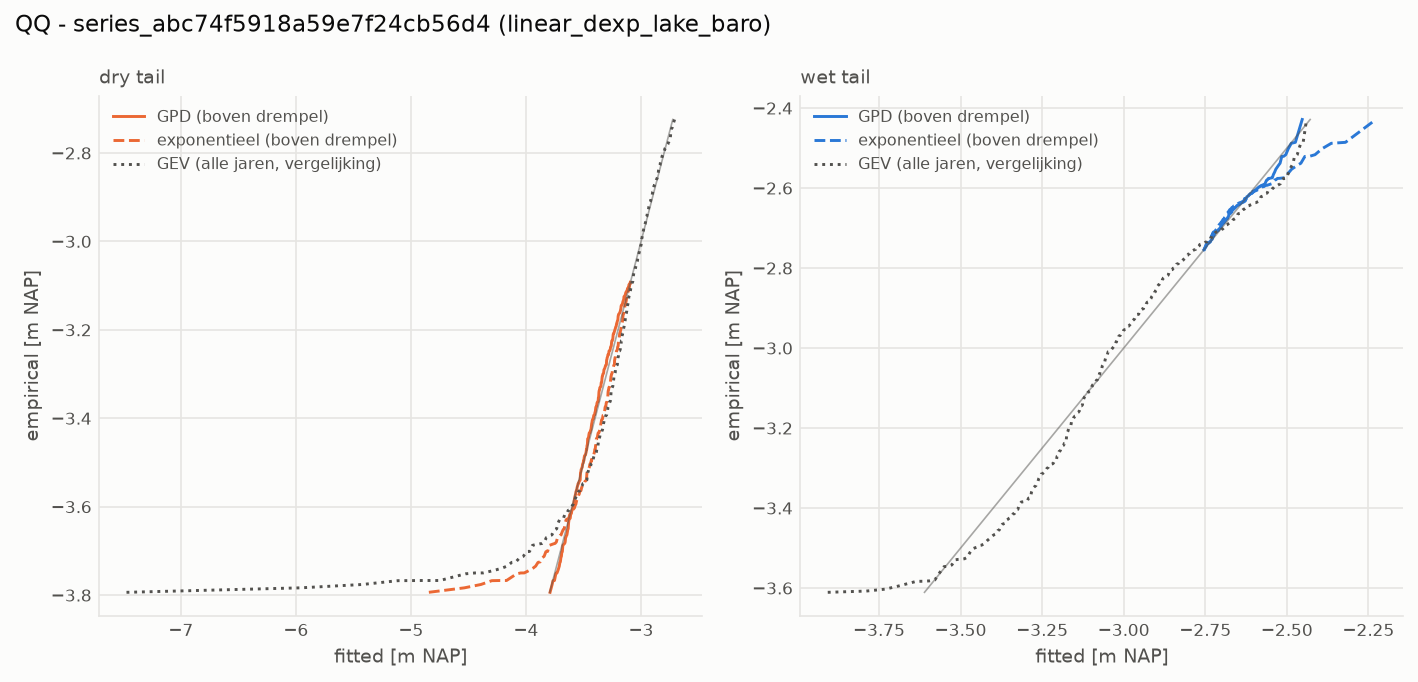 QQ - series_abc74f5918a59e7f24cb56d4 (linear_dexp_lake_baro)
dry tail
GPD (boven drempel)
exponentieel (boven drempel)
GEV (alle jaren, vergelijking)
−2.8
−3.0
−3.2
−3.4
−3.6
−3.8
−7
−6
−5
−4
−3
empirical [m NAP]
fitted [m NAP]
wet tail
GPD (boven drempel)
exponentieel (boven drempel)
GEV (alle jaren, vergelijking)
−2.4
−2.6
−2.8
−3.0
−3.2
−3.4
−3.6
−3.75
−3.50
−3.25
−3.00
−2.75
−2.50
−2.25
empirical [m NAP]
fitted [m NAP]